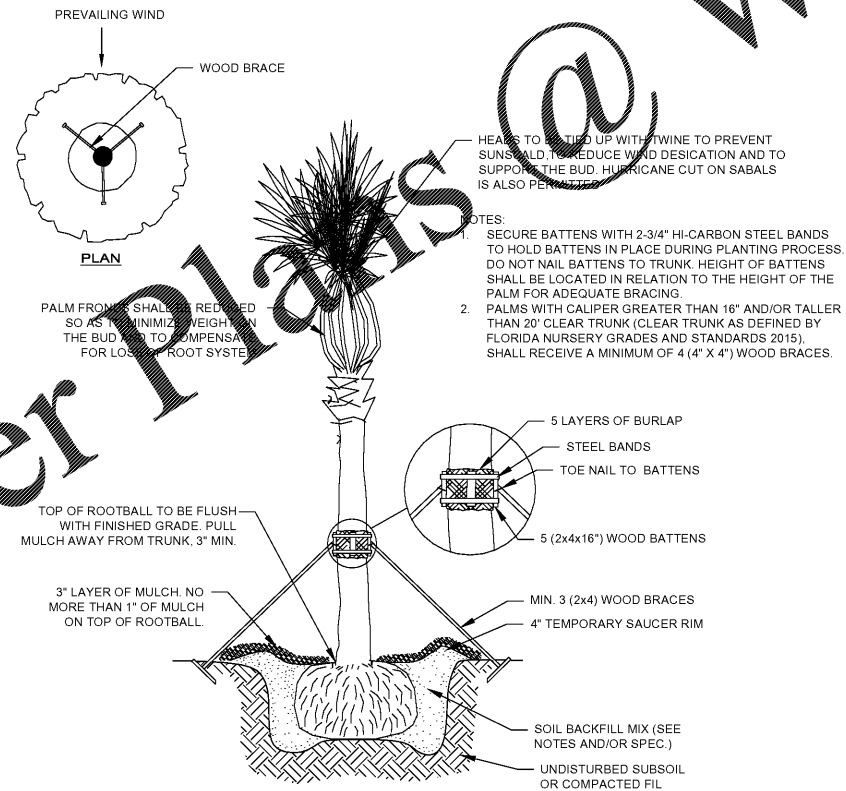 PREVAILING WIND
WOOD BRACE
PLAN
HEADS TO BE TIED UP WITH TWINE TO PREVENT
SUNSCALD, TO REDUCE WIND DESICATION AND TO
SUPPORT THE BUD. HURRICANE CUT ON SABALS
IS ALSO PERMITTED
NOTES:
1. SECURE BATTENS WITH 2-3/4" HI-CARBON STEEL BANDS
TO HOLD BATTENS IN PLACE DURING PLANTING PROCESS.
DO NOT NAIL BATTENS TO TRUNK. HEIGHT OF BATTENS
SHALL BE LOCATED IN RELATION TO THE HEIGHT OF THE
PALM FOR ADEQUATE BRACING.
2. PALMS WITH CALIPER GREATER THAN 16" AND/OR TALLER
THAN 20' CLEAR TRUNK (CLEAR TRUNK AS DEFINED BY
FLORIDA NURSERY GRADES AND STANDARDS 2015),
SHALL RECEIVE A MINIMUM OF 4 (4" X 4") WOOD BRACES.
PALM FRONDS SHALL BE REDUCED
SO AS TO MINIMIZE WEIGHT ON
THE BUD AND TO COMPENSATE
FOR LOSS OF ROOT SYSTEM
5 LAYERS OF BURLAP
STEEL BANDS
TOE NAIL TO BATTENS
5 (2x4x16") WOOD BATTENS
TOP OF ROOTBALL TO BE FLUSH
WITH FINISHED GRADE. PULL
MULCH AWAY FROM TRUNK, 3" MIN.
3" LAYER OF MULCH. NO
MORE THAN 1" OF MULCH
ON TOP OF ROOTBALL.
MIN. 3 (2x4) WOOD BRACES
4" TEMPORARY SAUCER RIM
SOIL BACKFILL MIX (SEE
NOTES AND/OR SPEC.)
UNDISTURBED SUBSOIL
OR COMPACTED FIL
er Plans @ w